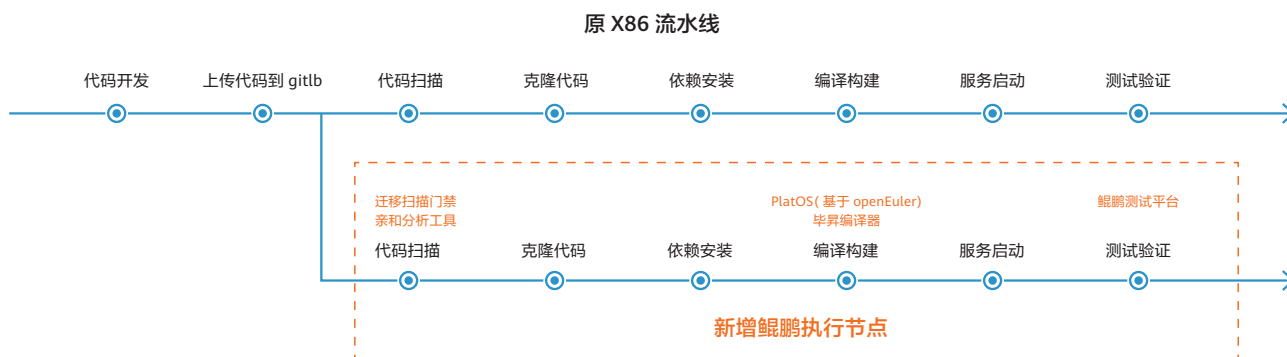 原 X86 流水线
代码开发 上传代码到 gitlb 代码扫描 克隆代码 依赖安装 编译构建 服务启动 测试验证
迁移扫描门禁 PlatOS( 基于 openEuler) 鲲鹏测试平台
亲和分析工具 毕昇编译器
代码扫描 克隆代码 依赖安装 编译构建 服务启动 测试验证
新增鲲鹏执行节点